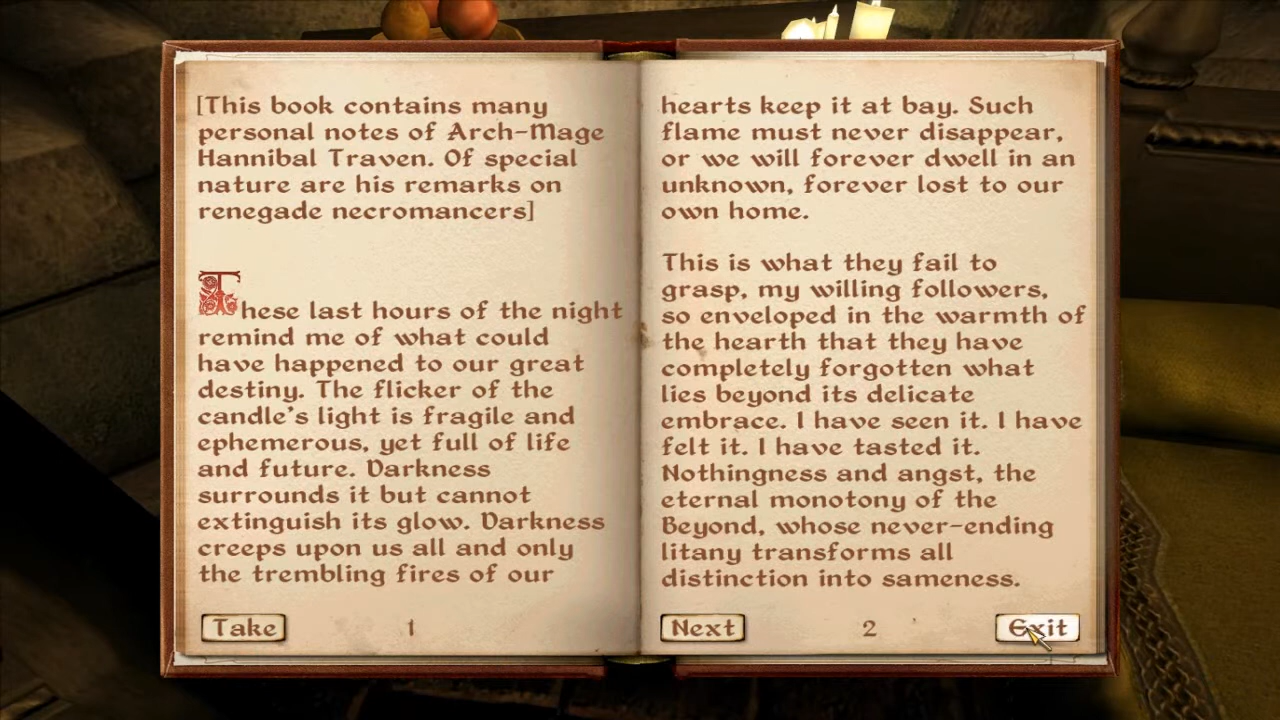 [This book contains many
personal notes of Arch-Mage
Hannibal Traven. Of special
nature are his remarks on
renegade necromancers]
These last hours of the night
remind me of what could
have happened to our great
destiny. The flicker of the
candle's light is fragile and
ephemerous, yet full of life
and future. Darkness
surrounds it but cannot
extinguish its glow. Darkness
creeps upon us all and only
the trembling fires of our
Take
1
hearts keep it at bay. Such
flame must never disappear,
or we will forever dwell in an
unknown, forever lost to our
own home.
This is what they fail to
grasp, my willing followers,
so enveloped in the warmth of
the hearth that they have
completely forgotten what
lies beyond its delicate
embrace. I have seen it. I have
felt it. I have tasted it.
Nothingness and angst, the
eternal monotony of the
Beyond, whose never-ending
litany transforms all
distinction into sameness.
Next
2
Exit